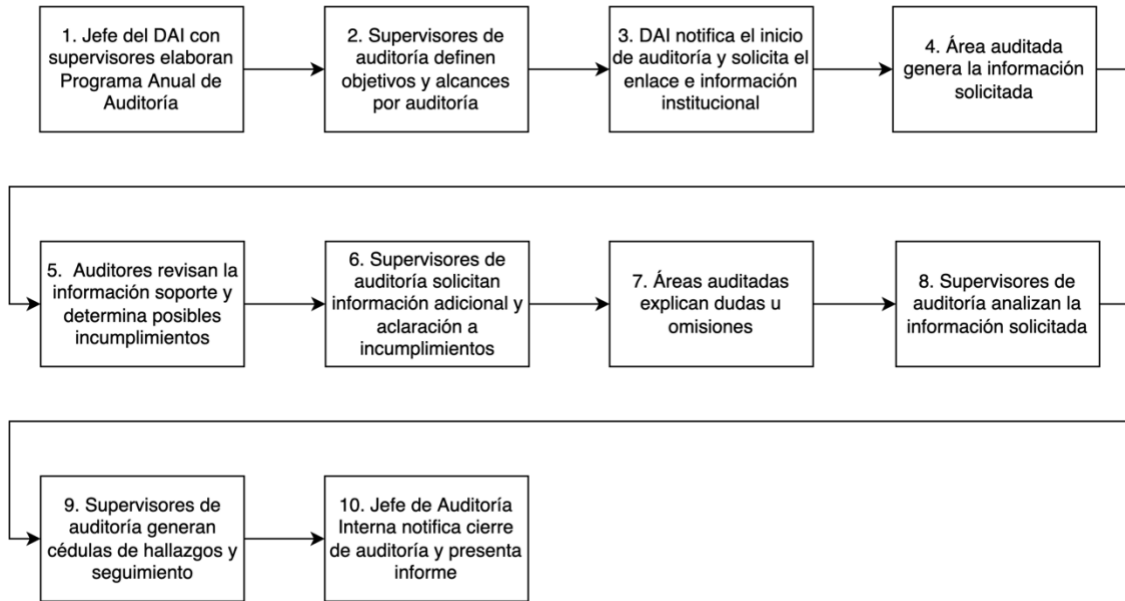 1. Jefe del DAI con
supervisores elaboran
Programa Anual de
Auditoría
2. Supervisores de
auditoría definen
objetivos y alcances
por auditoría
3. DAI notifica el inicio
de auditoría y solicita el
enlace e información
institucional
4. Área auditada
genera la información
solicitada
5. Auditores revisan la
información soporte y
determina posibles
incumplimientos
6. Supervisores de
auditoría solicitan
información adicional y
aclaración a
incumplimientos
7. Áreas auditadas
explican dudas u
omisiones
8. Supervisores de
auditoría analizan la
información solicitada
9. Supervisores de
auditoría generan
cédulas de hallazgos y
seguimiento
10. Jefe de Auditoría
Interna notifica cierre
de auditoría y presenta
informe